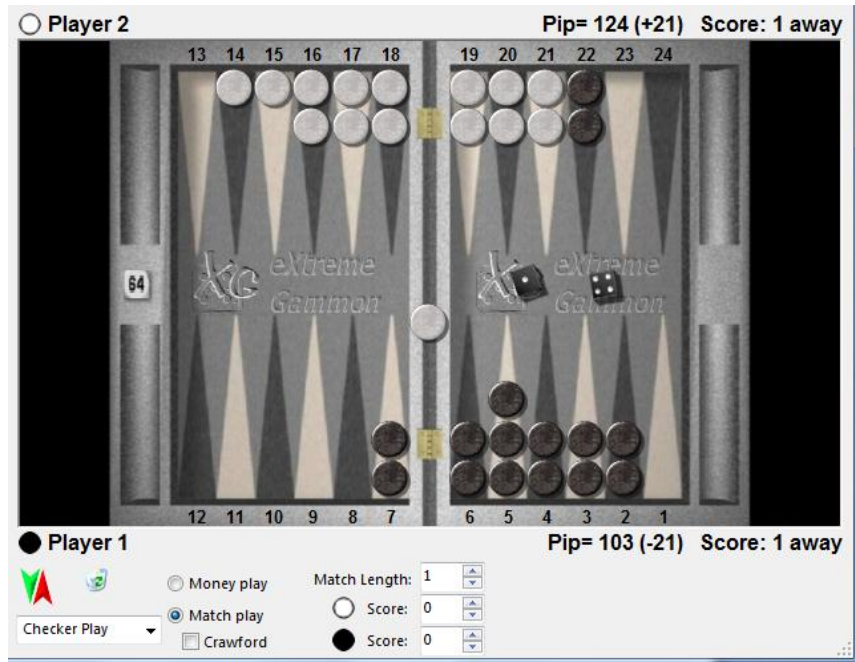 Player 2 Pip= 124 (+21) Score: 1 away
13 14 15 16 17 18 19 20 21 22 23 24
64
eXtreme Gammon eXtreme Gammon
XG XG
12 11 10 9 8 7 6 5 4 3 2 1
Player 1 Pip= 103 (-21) Score: 1 away
Money play Match Length: 1
Match play Score: 0
Checker Play Crawford Score: 0